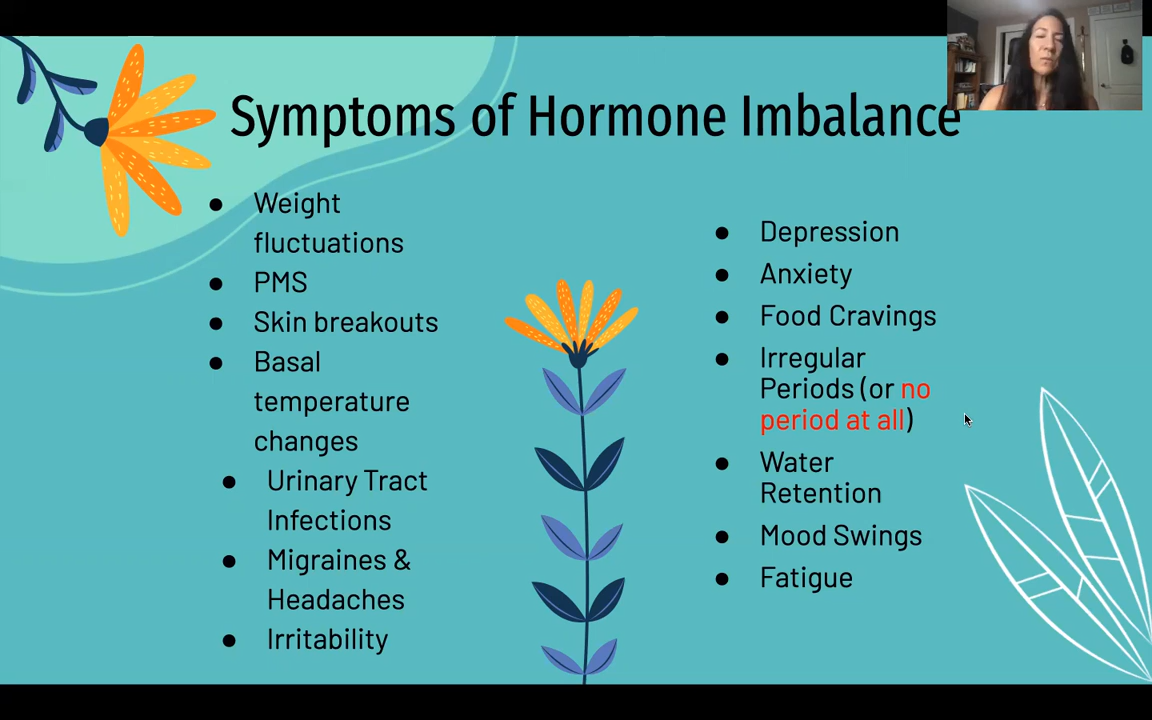 Symptoms of Hormone Imbalance
● Weight
fluctuations
● PMS
● Skin breakouts
● Basal
temperature
changes
● Urinary Tract
Infections
● Migraines &
Headaches
● Irritability
● Depression
● Anxiety
● Food Cravings
● Irregular
Periods (or no
period at all)
● Water
Retention
● Mood Swings
● Fatigue